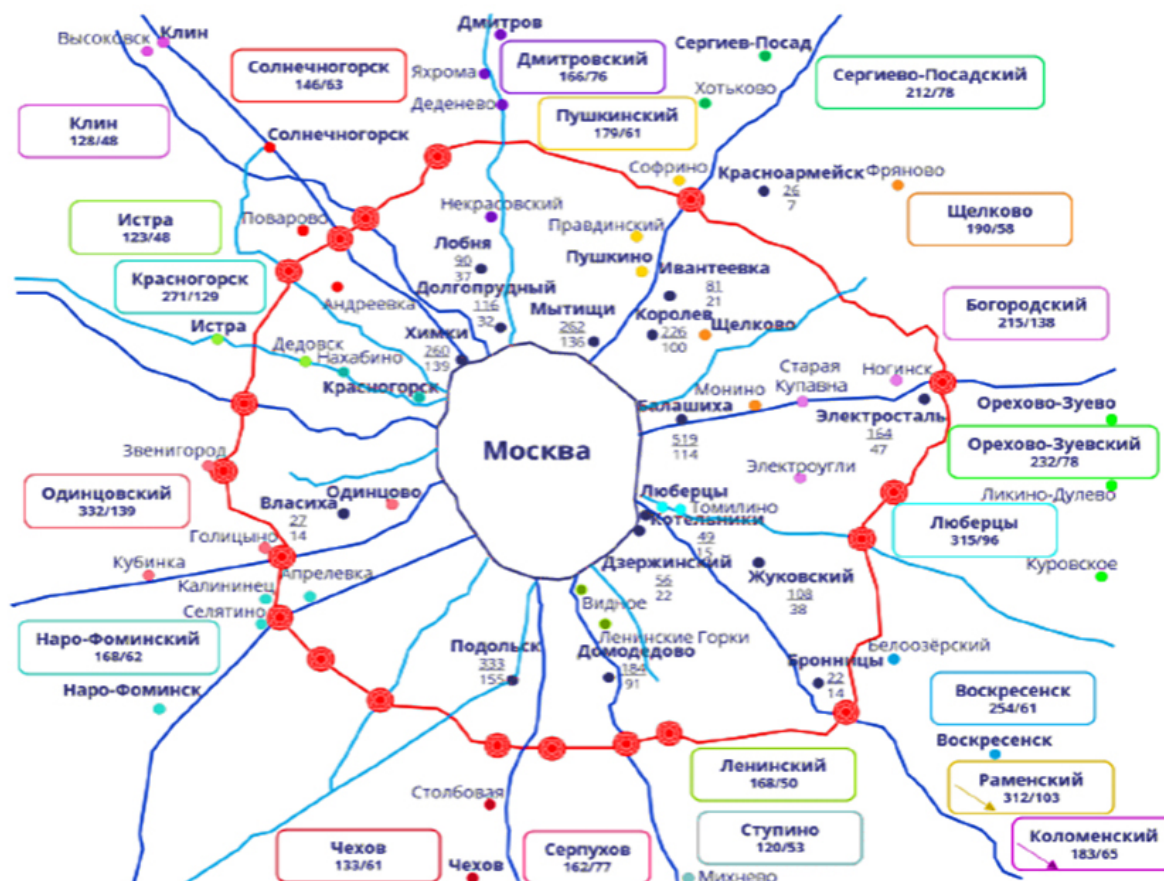 Дмитров
Клин
Высоковск
Сергиев-Посад
Солнечногорск
146/63
Дмитровский
166/76
Сергиево-Посадский
212/78
Яхрома
Хотьково
Деденево
Пушкинский
179/61
Клин
128/48
Солнечногорск
Софрино
Красноармейск
26
7
Фряново
Щелково
190/58
Истра
123/48
Поварово
Некрасовский
Правдинский
Лобня
90
37
Пушкино
Ивантеевка
81
21
Красногорск
271/129
Андреевка
Долгопрудный
116
32
Мытищи
262
136
Королев
226
100
Щелково
Богородский
215/138
Истра
Дедовск
Нахабино
Химки
260
139
Красногорск
Старая
Купавна
Ногинск
Монино
Балашиха
519
114
Электросталь
164
47
Орехово-Зуево
Москва
Орехово-Зуевский
232/78
Звенигород
Электроугли
Ликино-Дулево
Одинцовский
332/139
Власиха
27
14
Одинцово
Люберцы
Томилино
Котельники
49
15
Люберцы
315/96
Голицыно
Кубинка
Апрелевка
Калининец
Селятино
Дзержинский
56
22
Жуковский
108
38
Куровское
Видное
Ленинские Горки
Наро-Фоминский
168/62
Подольск
333
155
Домодедово
184
91
Бронницы
22
14
Белоозёрский
Наро-Фоминск
Воскресенск
254/61
Воскресенск
Ленинский
168/50
Раменский
312/103
Столбовая
Чехов
133/61
Чехов
Серпухов
162/77
Ступино
120/53
Коломенский
183/65
Михнево